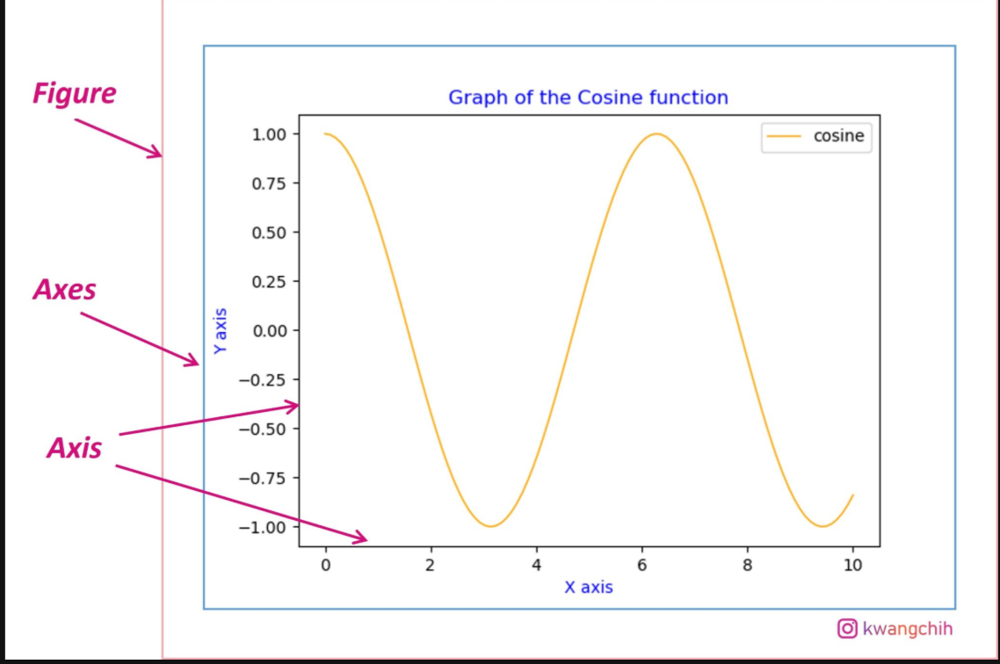 Figure
Axes
Axis
Graph of the Cosine function
cosine
1.00
0.75
0.50
0.25
0.00
−0.25
−0.50
−0.75
−1.00
Y axis
0 2 4 6 8 10
X axis
kwangchih